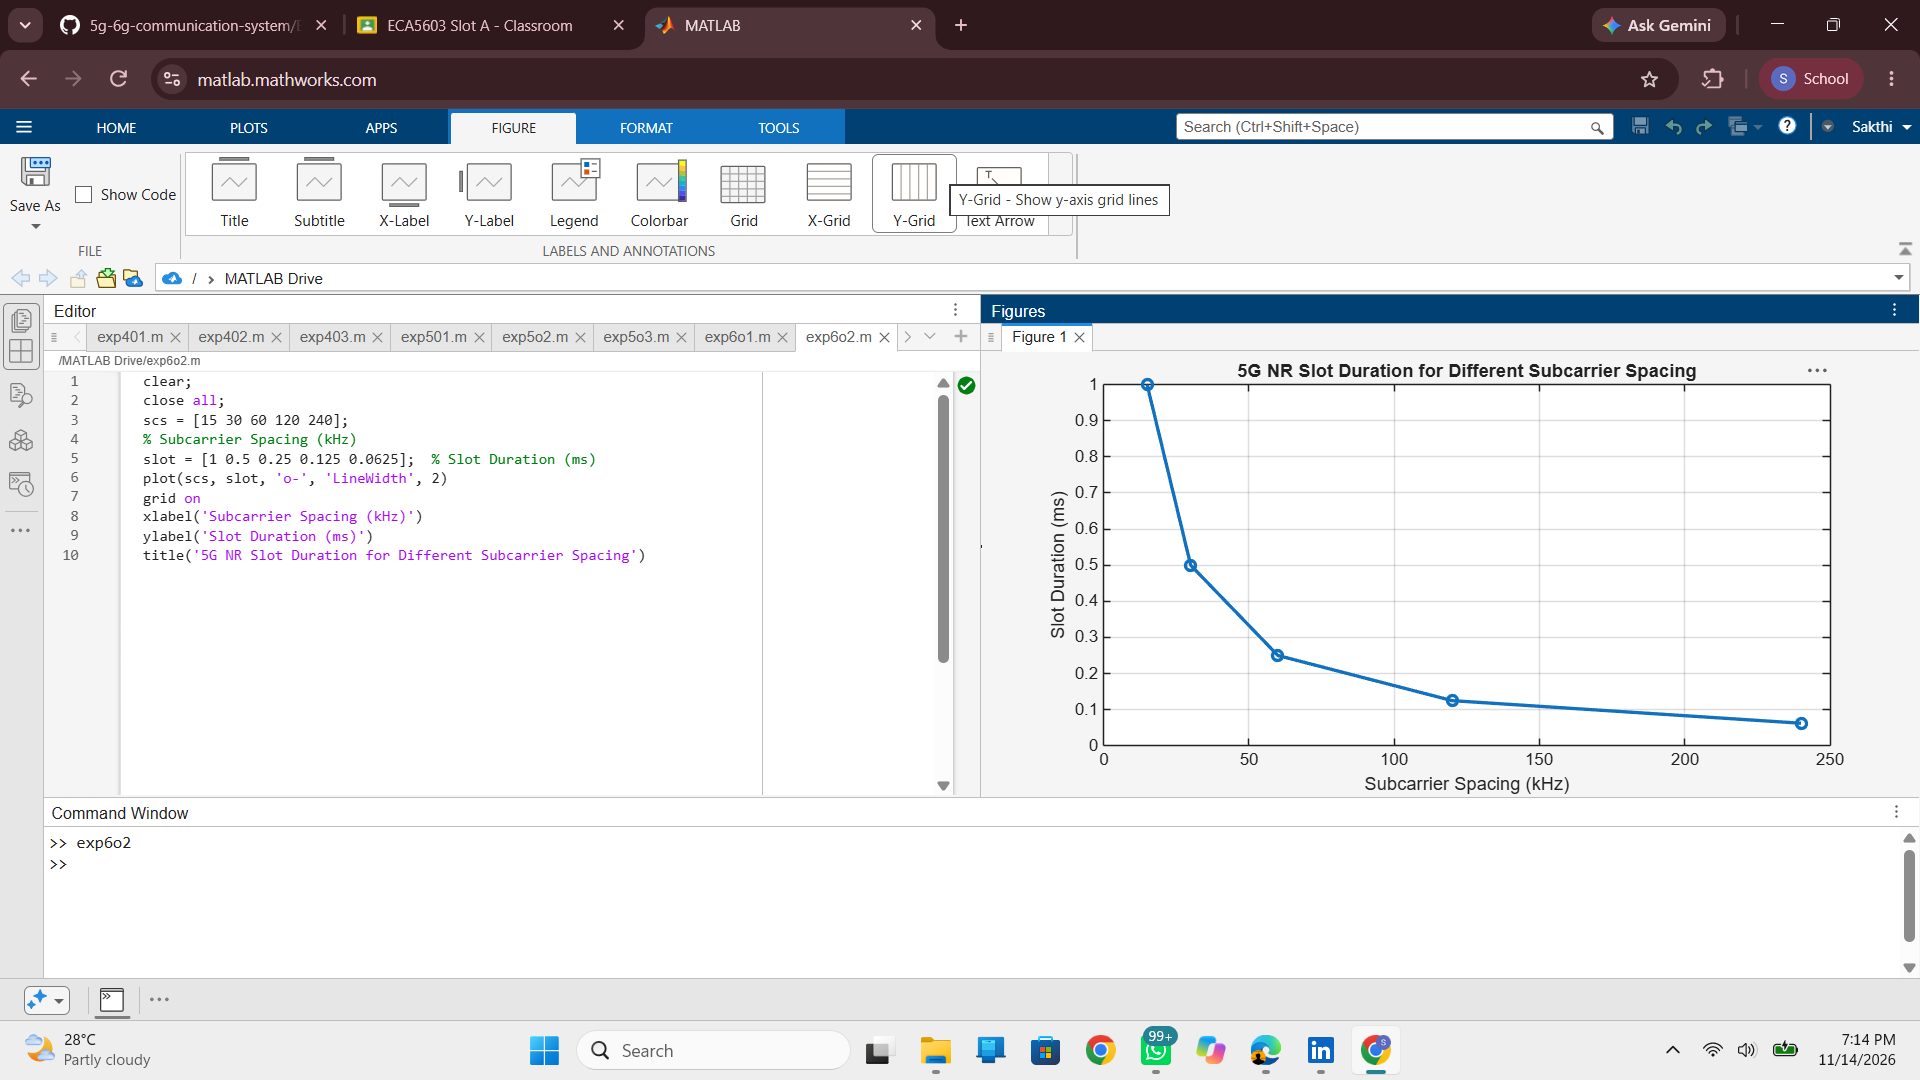 5g-6g-communication-system/
ECA5603 Slot A - Classroom
MATLAB
Ask Gemini
matlab.mathworks.com
S School
HOME PLOTS APPS FIGURE FORMAT TOOLS
Search (Ctrl+Shift+Space)
Sakthi
Save As
Show Code
FILE
Title Subtitle X-Label Y-Label Legend Colorbar Grid X-Grid Y-Grid Text Arrow
Y-Grid - Show y-axis grid lines
LABELS AND ANNOTATIONS
/ > MATLAB Drive
Editor
exp401.m exp402.m exp403.m exp501.m exp5o2.m exp5o3.m exp6o1.m exp6o2.m
/MATLAB Drive/exp6o2.m
1 clear;
2 close all;
3 scs = [15 30 60 120 240];
4 % Subcarrier Spacing (kHz)
5 slot = [1 0.5 0.25 0.125 0.0625];  % Slot Duration (ms)
6 plot(scs, slot, 'o-', 'LineWidth', 2)
7 grid on
8 xlabel('Subcarrier Spacing (kHz)')
9 ylabel('Slot Duration (ms)')
10 title('5G NR Slot Duration for Different Subcarrier Spacing')
Figures
Figure 1
5G NR Slot Duration for Different Subcarrier Spacing
1
0.9
0.8
0.7
0.6
0.5
0.4
0.3
0.2
0.1
0
Slot Duration (ms)
0 50 100 150 200 250
Subcarrier Spacing (kHz)
Command Window
>> exp6o2
>>
28°C
Partly cloudy
Search
99+
7:14 PM
11/14/2026